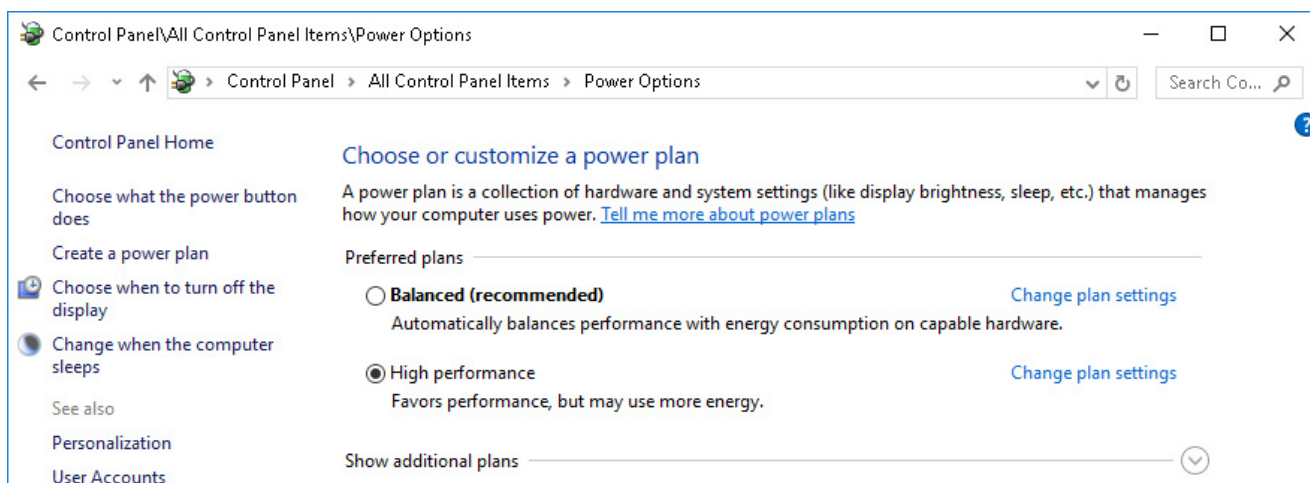 Control Panel\All Control Panel Items\Power Options
Control Panel > All Control Panel Items > Power Options
Search Co...
?
Control Panel Home
Choose what the power button
does
Create a power plan
Choose when to turn off the
display
Change when the computer
sleeps
See also
Personalization
User Accounts
Choose or customize a power plan
A power plan is a collection of hardware and system settings (like display brightness, sleep, etc.) that manages
how your computer uses power. Tell me more about power plans
Preferred plans
Balanced (recommended)
Change plan settings
Automatically balances performance with energy consumption on capable hardware.
High performance
Change plan settings
Favors performance, but may use more energy.
Show additional plans